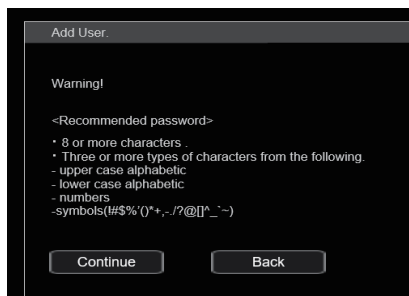 Add User.
Warning!
<Recommended password>
・8 or more characters .
・Three or more types of characters from the following.
- upper case alphabetic
- lower case alphabetic
- numbers
-symbols(!#$%'()*+,-./?@[]^_`~)
Continue
Back